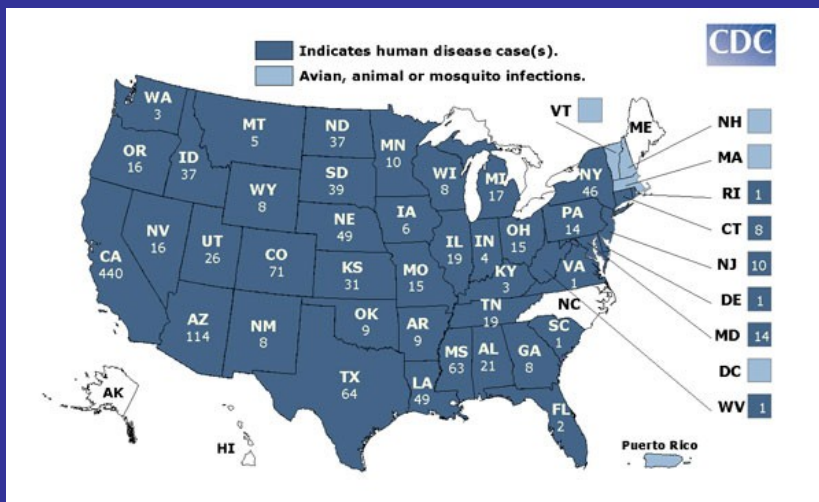 Indicates human disease case(s).
Avian, animal or mosquito infections.
CDC
WA
3
MT
5
ND
37
MN
10
VT
ME
NH
OR
16
ID
37
SD
39
WI
8
MI
17
NY
46
MA
WY
8
RI 1
NV
16
NE
49
IA
6
PA
14
CT 8
UT
26
CO
71
IL
19
IN
4
OH
15
NJ 10
CA
440
KS
31
MO
15
KY
3
VA
1
DE 1
AZ
114
NM
8
OK
9
AR
9
TN
19
NC
MD 14
SC
1
MS
63
AL
21
GA
8
DC
TX
64
LA
49
WV 1
AK
FL
2
HI
Puerto Rico